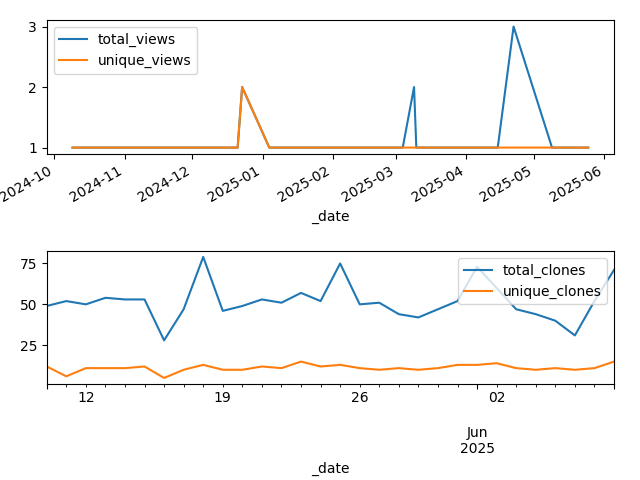 3
total_views
unique_views
2
1
2024-10
2024-11
2024-12
2025-01
2025-02
2025-03
2025-04
2025-05
2025-06
_date
75
total_clones
unique_clones
50
25
12
19
26
02
Jun
2025
_date